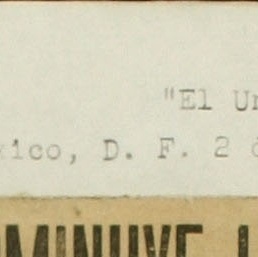 "El Un
xico, D. F. 2 d
MINUYE L